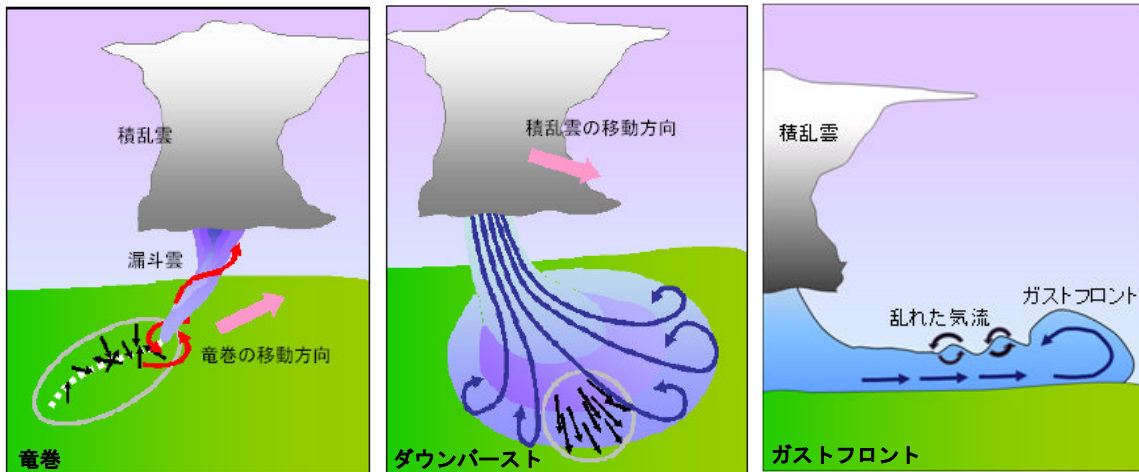 積乱雲
漏斗雲
竜巻の移動方向
竜巻
積乱雲の移動方向
ダウンバースト
積乱雲
ガストフロント
乱れた気流
ガストフロント